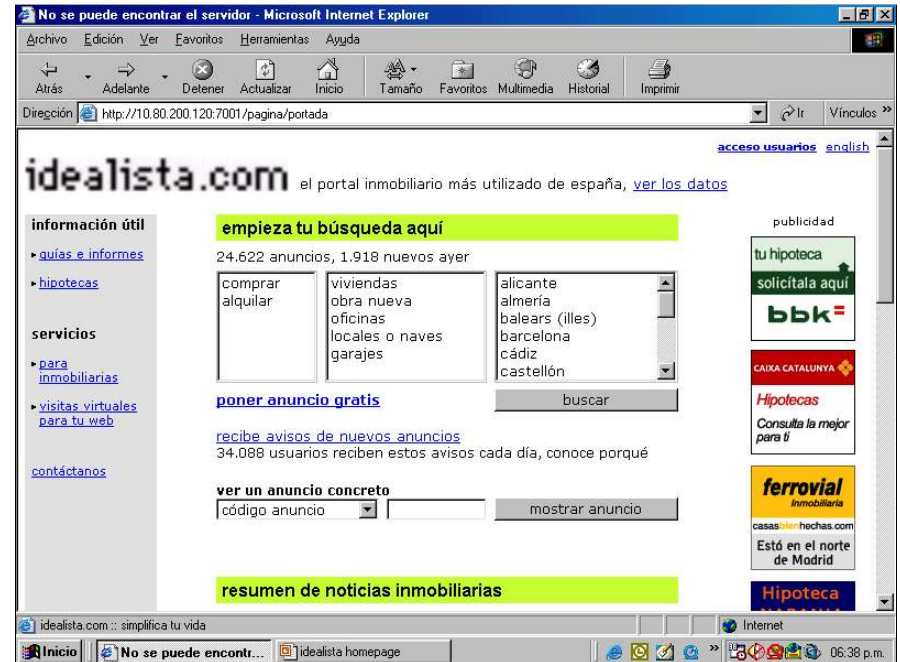 No se puede encontrar el servidor - Microsoft Internet Explorer
Archivo Edición Ver Favoritos Herramientas Ayuda
Atrás Adelante Detener Actualizar Inicio Tamaño Favoritos Multimedia Historial Imprimir
Dirección http://10.80.200.120:7001/pagina/portada Ir Vínculos »
acceso usuarios english
idealista.com el portal inmobiliario más utilizado de españa, ver los datos
información útil
guías e informes
hipotecas
servicios
para
inmobiliarias
visitas virtuales
para tu web
contáctanos
empieza tu búsqueda aquí
24.622 anuncios, 1.918 nuevos ayer
comprar
alquilar
viviendas
obra nueva
oficinas
locales o naves
garajes
alicante
almería
balears (illes)
barcelona
cádiz
castellón
poner anuncio gratis buscar
recibe avisos de nuevos anuncios
34.088 usuarios reciben estos avisos cada día, conoce porqué
ver un anuncio concreto
código anuncio mostrar anuncio
resumen de noticias inmobiliarias
publicidad
tu hipoteca
solicítala aquí
bbk
CAIXA CATALUNYA
Hipotecas
Consulta la mejor
para ti
ferrovial
Inmobiliaria
casasbienhechas.com
Está en el norte
de Madrid
Hipoteca
idealista.com :: simplifica tu vida Internet
Inicio No se puede encontr... idealista homepage » 06:38 p.m.